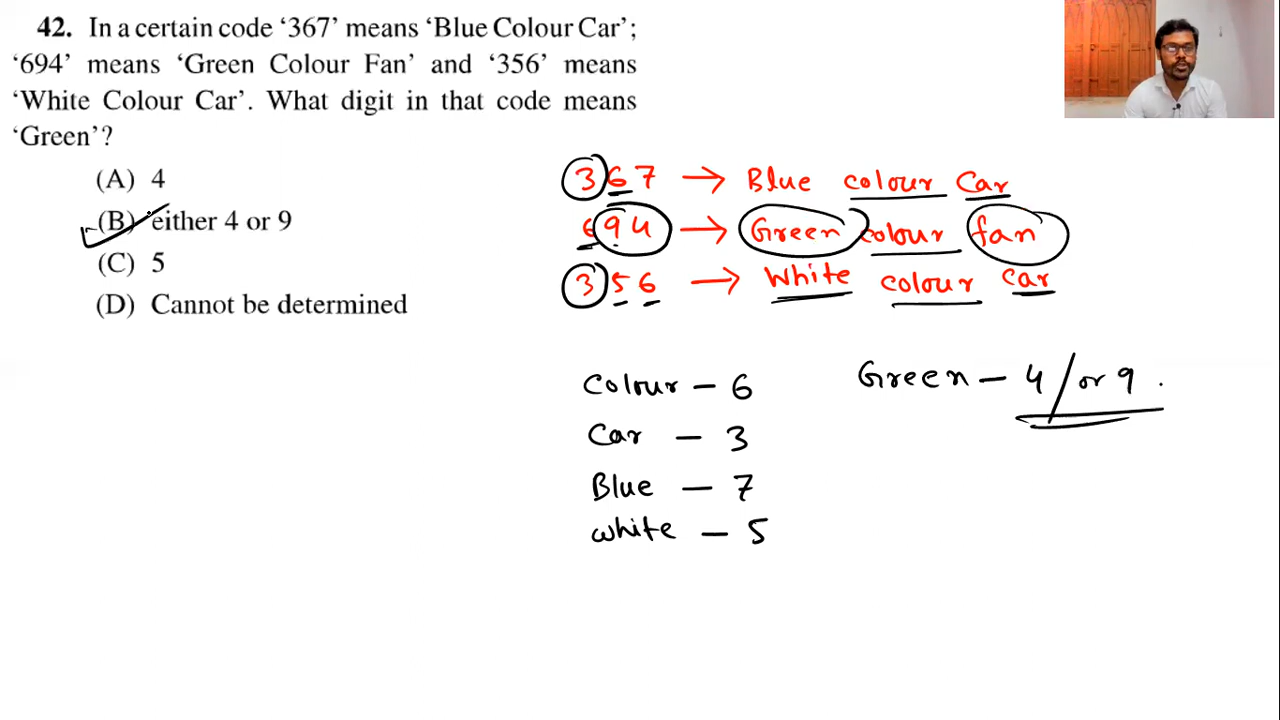 42. In a certain code ‘367’ means ‘Blue Colour Car’;
‘694’ means ‘Green Colour Fan’ and ‘356’ means
‘White Colour Car’. What digit in that code means
‘Green’?
(A) 4
(B) either 4 or 9
(C) 5
(D) Cannot be determined
367 → Blue colour Car
694 → Green colour fan
356 → White colour car
Colour – 6
Car – 3
Blue – 7
white – 5
Green – 4/or 9.